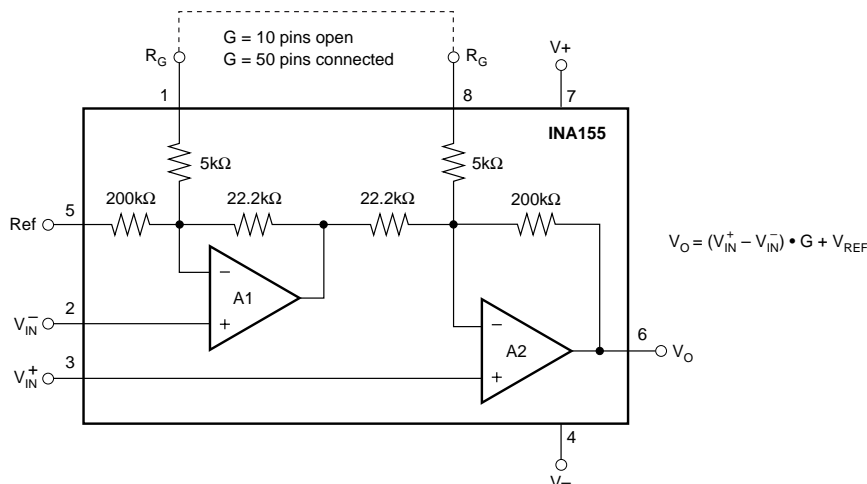 G = 10 pins open
G = 50 pins connected
R_G
R_G
V+
1
8
7
INA155
5kΩ
5kΩ
200kΩ
22.2kΩ
22.2kΩ
200kΩ
Ref
5
V_O = (V_IN^+ – V_IN^–) • G + V_REF
–
A1
+
2
V_IN^–
–
A2
+
6
V_O
3
V_IN^+
4
V–